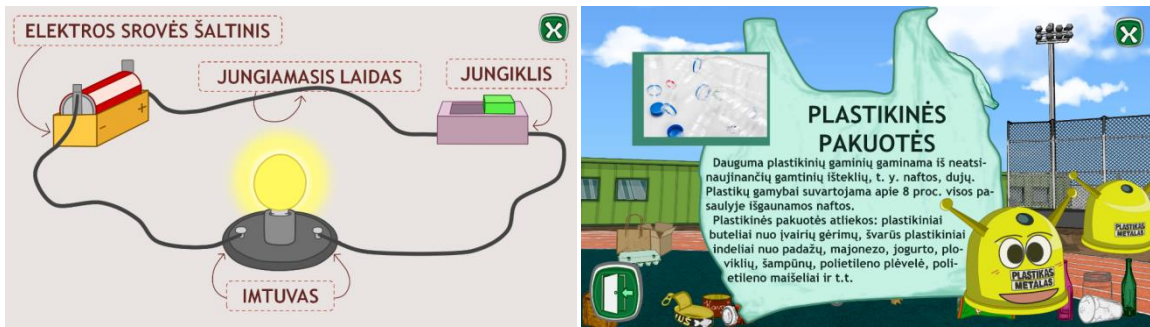 ELEKTROS SROVĖS ŠALTINIS
JUNGIAMASIS LAIDAS
JUNGIKLIS
IMTUVAS
PLASTIKINĖS
PAKUOTĖS
Dauguma plastikinių gaminių gaminama iš neatsi-
naujinančių gamtinių išteklių, t. y. naftos, dujų.
Plastikų gamybai suvartojama apie 8 proc. visos pa-
saulyje išgaunamos naftos.
Plastikinės pakuotės atliekos: plastikiniai
buteliai nuo įvairių gėrimų, švarūs plastikiniai
indeliai nuo padažų, majonezo, jogurto, plo-
viklių, šampūnų, polietileno plėvelė, poli-
etileno maišeliai ir t.t.
PLASTIKAS
METALAS
PLASTIKAS
METALAS